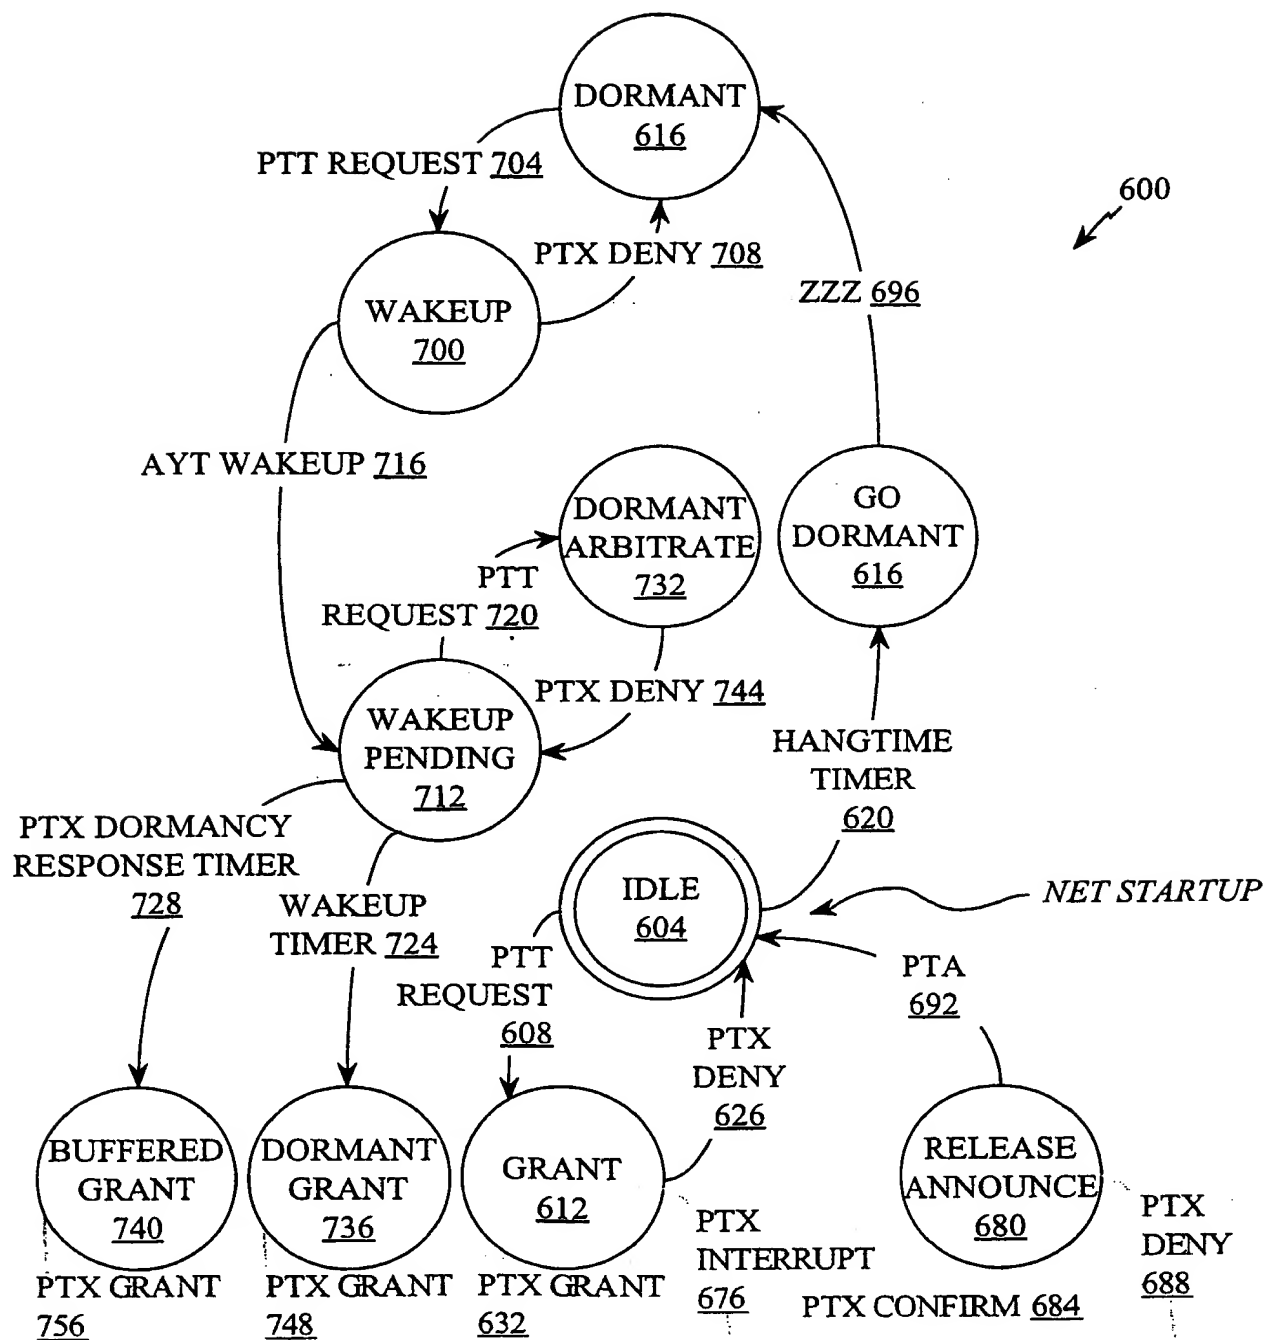 DORMANT
616
PTT REQUEST 704
600
PTX DENY 708
ZZZ 696
WAKEUP
700
AYT WAKEUP 716
DORMANT
ARBITRATE
732
GO
DORMANT
616
PTT
REQUEST 720
PTX DENY 744
WAKEUP
PENDING
712
HANGTIME
TIMER
620
PTX DORMANCY
RESPONSE TIMER
728
WAKEUP
TIMER 724
IDLE
604
NET STARTUP
PTT
REQUEST
608
PTA
692
PTX
DENY
626
BUFFERED
GRANT
740
DORMANT
GRANT
736
GRANT
612
RELEASE
ANNOUNCE
680
PTX
INTERRUPT
676
PTX
DENY
688
PTX GRANT
756
PTX GRANT
748
PTX GRANT
632
PTX CONFIRM 684